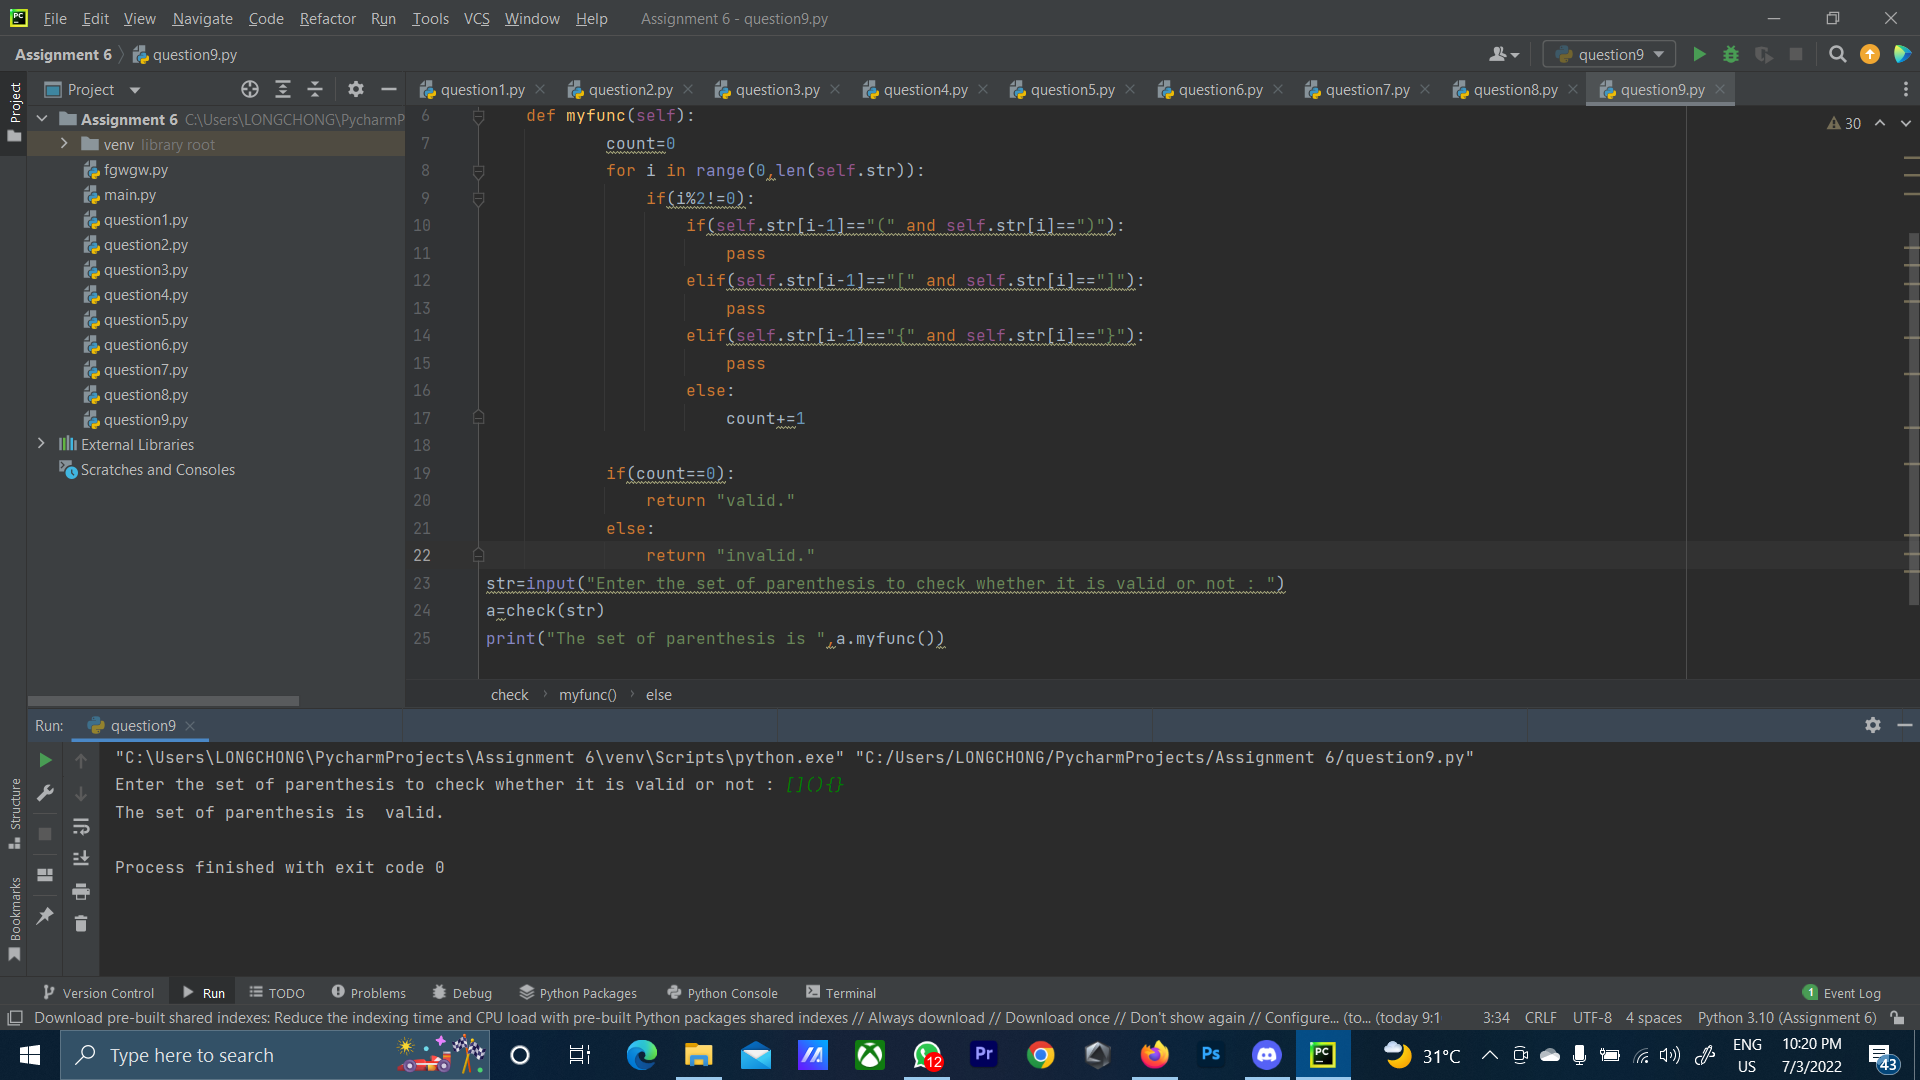 File Edit View Navigate Code Refactor Run Tools VCS Window Help Assignment 6 - question9.py
Assignment 6 question9.py question9
Project question1.py question2.py question3.py question4.py question5.py question6.py question7.py question8.py question9.py
Project
Assignment 6 C:\Users\LONGCHONG\PycharmP
venv library root
fgwgw.py
main.py
question1.py
question2.py
question3.py
question4.py
question5.py
question6.py
question7.py
question8.py
question9.py
External Libraries
Scratches and Consoles
30
6 def myfunc(self):
7 count=0
8 for i in range(0,len(self.str)):
9 if(i%2!=0):
10 if(self.str[i-1]=="(" and self.str[i]==")"):
11 pass
12 elif(self.str[i-1]=="[" and self.str[i]=="]"):
13 pass
14 elif(self.str[i-1]=="{" and self.str[i]=="}"):
15 pass
16 else:
17 count+=1
18
19 if(count==0):
20 return "valid."
21 else:
22 return "invalid."
23 str=input("Enter the set of parenthesis to check whether it is valid or not : ")
24 a=check(str)
25 print("The set of parenthesis is ",a.myfunc())
check myfunc() else
Run: question9
"C:\Users\LONGCHONG\PycharmProjects\Assignment 6\venv\Scripts\python.exe" "C:/Users/LONGCHONG/PycharmProjects/Assignment 6/question9.py"
Enter the set of parenthesis to check whether it is valid or not : [](){}
The set of parenthesis is  valid.
Process finished with exit code 0
Structure
Bookmarks
Version Control Run TODO Problems Debug Python Packages Python Console Terminal 1 Event Log
Download pre-built shared indexes: Reduce the indexing time and CPU load with pre-built Python packages shared indexes // Always download // Download once // Don't show again // Configure... (to... (today 9:1 3:34 CRLF UTF-8 4 spaces Python 3.10 (Assignment 6)
Type here to search 12 Pr Ps PC 31°C ENG US 10:20 PM 7/3/2022 43